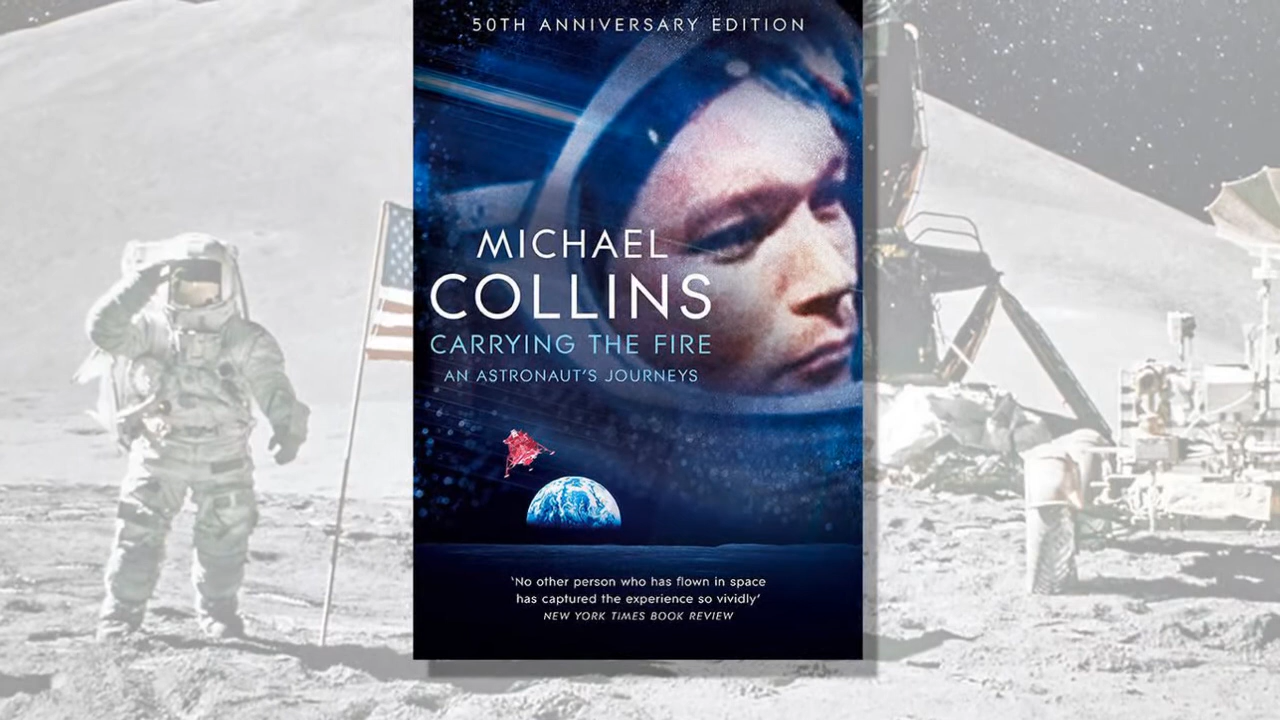 50TH ANNIVERSARY EDITION
MICHAEL
COLLINS
CARRYING THE FIRE
AN ASTRONAUT'S JOURNEYS
'No other person who has flown in space
has captured the experience so vividly'
NEW YORK TIMES BOOK REVIEW